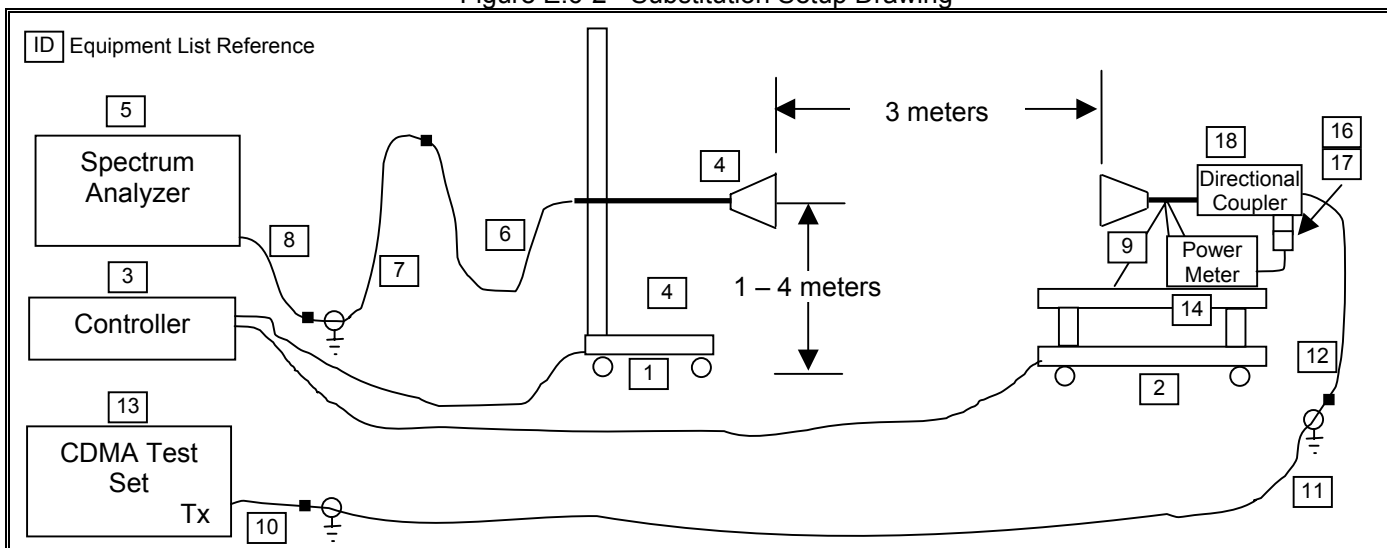 Figure E.6-2 - Substitution Setup Drawing
ID Equipment List Reference
5
Spectrum
Analyzer
8
7
6
4
3 meters
18
16
17
Directional
Coupler
9
Power
Meter
14
1 – 4 meters
4
3
Controller
1
2
12
13
CDMA Test
Set
Tx
10
11